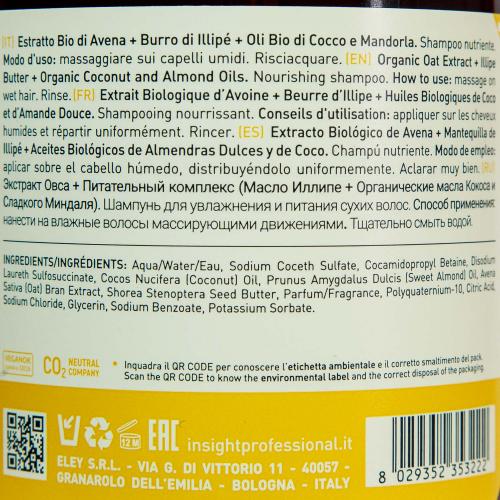 [IT] Estratto Bio di Avena + Burro di Illipé + Oli Bio di Cocco e Mandorla. Shampoo nutriente.
Modo d'uso: massaggiare sui capelli umidi. Risciacquare. [EN] Organic Oat Extract + Illipe
Butter + Organic Coconut and Almond Oils. Nourishing shampoo. How to use: massage on
wet hair. Rinse. [FR] Extrait Biologique d'Avoine + Beurre d'Illipé + Huiles Biologiques de Coco
et d'Amande Douce. Shampooing nourrissant. Conseils d'utilisation: appliquer sur les cheveux
humides et répartir uniformément. Rincer. [ES] Extracto Biológico de Avena + Mantequilla de
Illipé + Aceites Biológicos de Almendras Dulces y de Coco. Champú nutriente. Modo de empleo:
aplicar sobre el cabello húmedo, distribuyéndolo uniformemente. Aclarar muy bien. [RU]
Экстракт Овса + Питательный комплекс (Масло Иллипе + Органические масла Кокоса и
Сладкого Миндаля). Шампунь для увлажнения и питания сухих волос. Способ применения:
нанести на влажные волосы массирующими движениями. Тщательно смыть водой.
INGREDIENTS/INGRÉDIENTS: Aqua/Water/Eau, Sodium Coceth Sulfate, Cocamidopropyl Betaine, Disodium
Laureth Sulfosuccinate, Cocos Nucifera (Coconut) Oil, Prunus Amygdalus Dulcis (Sweet Almond) Oil, Avena
Sativa (Oat) Bran Extract, Shorea Stenoptera Seed Butter, Parfum/Fragrance, Polyquaternium-10, Citric Acid,
Sodium Chloride, Glycerin, Sodium Benzoate, Potassium Sorbate.
VEGANOK
CO2 NEUTRAL
COMPANY
* Inquadra il QR CODE per conoscere l'etichetta ambientale e il corretto smaltimento del pack.
Scan the QR CODE to know the environmental label and the correct disposal of the packaging.
12 M
EAC
insightprofessional.it
ELEY S.R.L. - VIA G. DI VITTORIO 11 - 40057 -
GRANAROLO DELL'EMILIA - BOLOGNA - ITALY
8 029352 353222